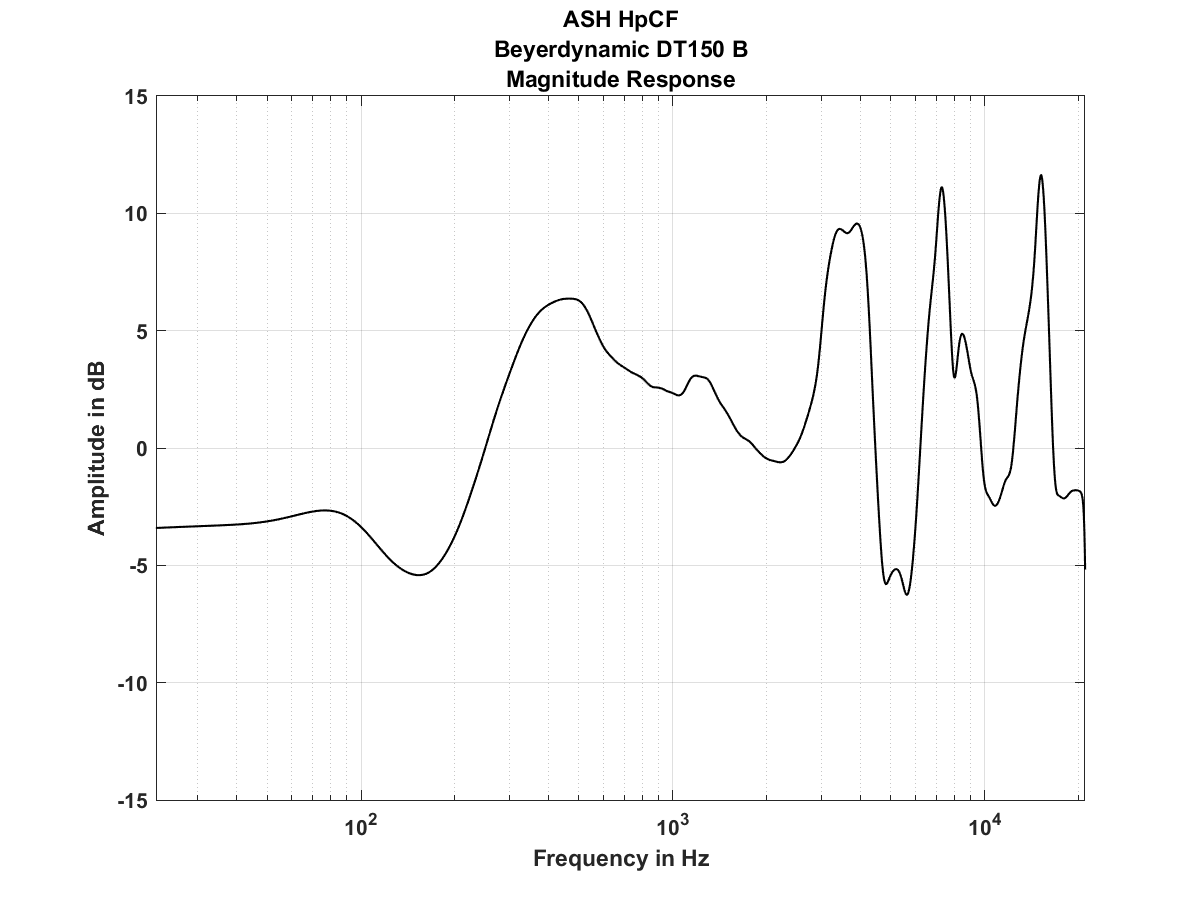 ASH HpCF
Beyerdynamic DT150 B
Magnitude Response
15
10
5
0
-5
-10
-15
Amplitude in dB
10²
10³
10⁴
Frequency in Hz